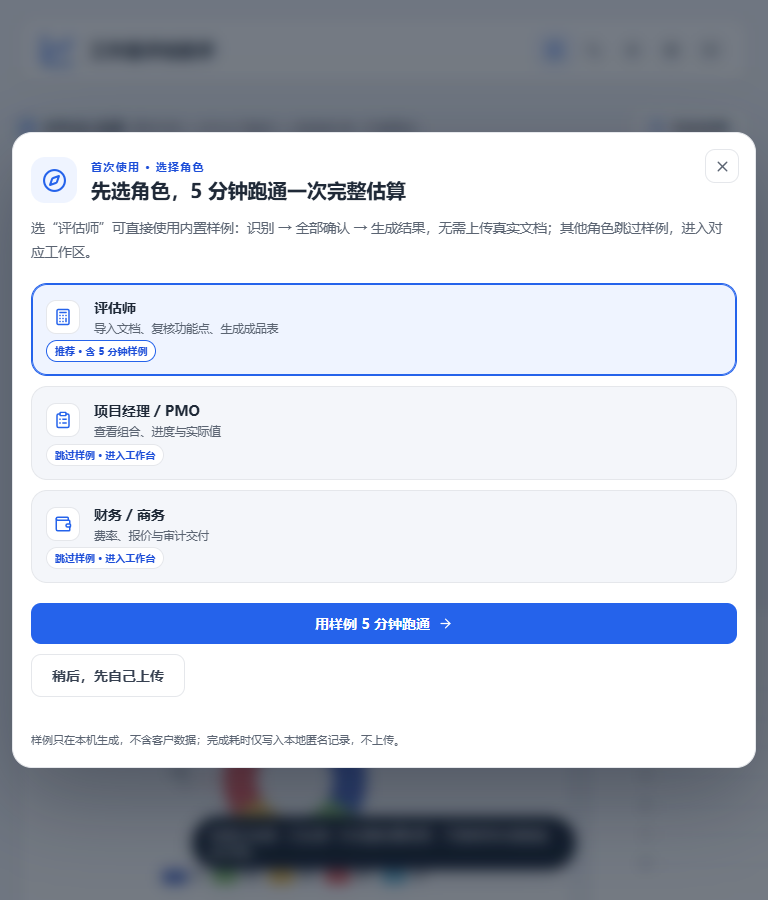 首次使用 • 选择角色
先选角色，5 分钟跑通一次完整估算
选“评估师”可直接使用内置样例：识别 → 全部确认 → 生成结果，无需上传真实文档；其他角色跳过样例，进入对
应工作区。
评估师
导入文档、复核功能点、生成成品表
推荐 • 含 5 分钟样例
项目经理 / PMO
查看组合、进度与实际值
跳过样例 • 进入工作台
财务 / 商务
费率、报价与审计交付
跳过样例 • 进入工作台
用样例 5 分钟跑通 →
稍后，先自己上传
样例只在本机生成，不含客户数据；完成耗时仅写入本地匿名记录，不上传。